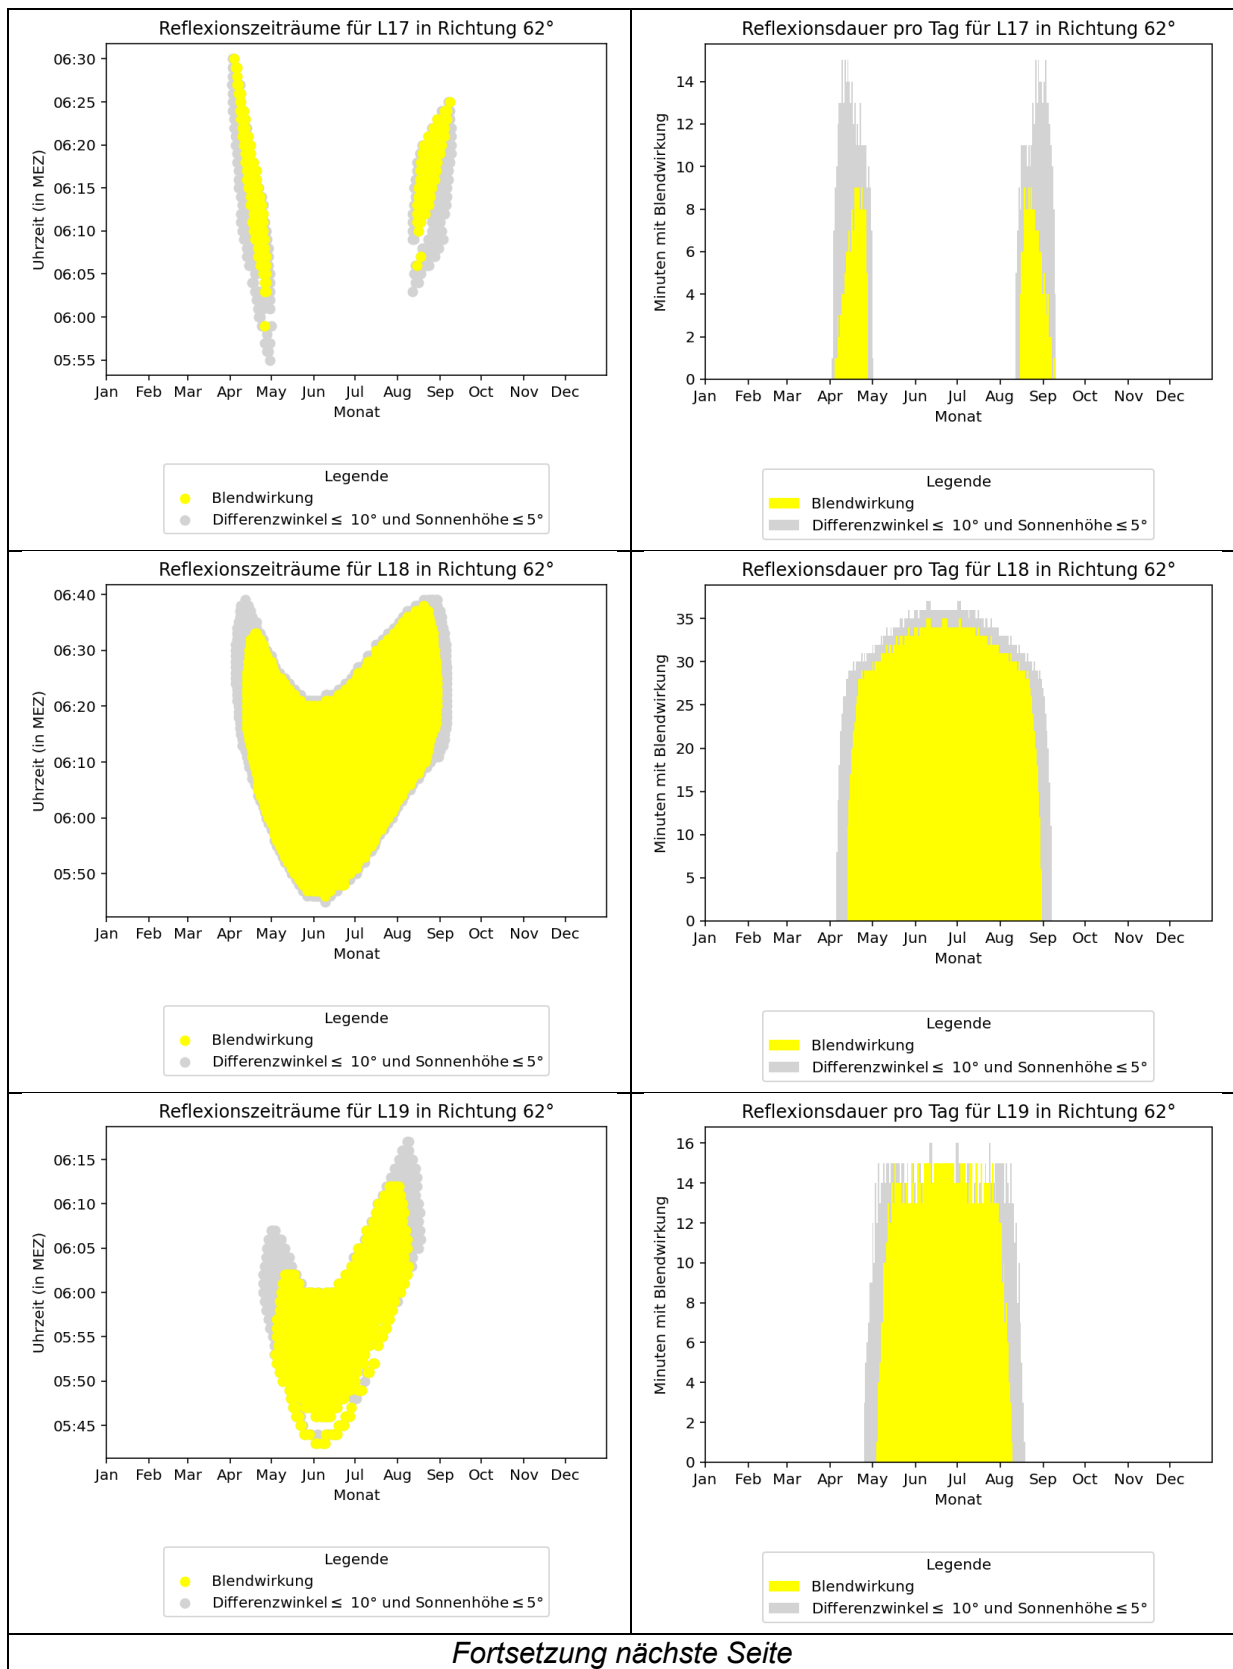 Reflexionszeiträume für L17 in Richtung 62°
Uhrzeit (in MEZ)
06:30
06:25
06:20
06:15
06:10
06:05
06:00
05:55
Jan Feb Mar Apr May Jun Jul Aug Sep Oct Nov Dec
Monat
Legende
Blendwirkung
Differenzwinkel ≤ 10° und Sonnenhöhe ≤ 5°
Reflexionsdauer pro Tag für L17 in Richtung 62°
Minuten mit Blendwirkung
14
12
10
8
6
4
2
0
Jan Feb Mar Apr May Jun Jul Aug Sep Oct Nov Dec
Monat
Legende
Blendwirkung
Differenzwinkel ≤ 10° und Sonnenhöhe ≤ 5°
Reflexionszeiträume für L18 in Richtung 62°
Uhrzeit (in MEZ)
06:40
06:30
06:20
06:10
06:00
05:50
Jan Feb Mar Apr May Jun Jul Aug Sep Oct Nov Dec
Monat
Legende
Blendwirkung
Differenzwinkel ≤ 10° und Sonnenhöhe ≤ 5°
Reflexionsdauer pro Tag für L18 in Richtung 62°
Minuten mit Blendwirkung
35
30
25
20
15
10
5
0
Jan Feb Mar Apr May Jun Jul Aug Sep Oct Nov Dec
Monat
Legende
Blendwirkung
Differenzwinkel ≤ 10° und Sonnenhöhe ≤ 5°
Reflexionszeiträume für L19 in Richtung 62°
Uhrzeit (in MEZ)
06:15
06:10
06:05
06:00
05:55
05:50
05:45
Jan Feb Mar Apr May Jun Jul Aug Sep Oct Nov Dec
Monat
Legende
Blendwirkung
Differenzwinkel ≤ 10° und Sonnenhöhe ≤ 5°
Reflexionsdauer pro Tag für L19 in Richtung 62°
Minuten mit Blendwirkung
16
14
12
10
8
6
4
2
0
Jan Feb Mar Apr May Jun Jul Aug Sep Oct Nov Dec
Monat
Legende
Blendwirkung
Differenzwinkel ≤ 10° und Sonnenhöhe ≤ 5°
Fortsetzung nächste Seite